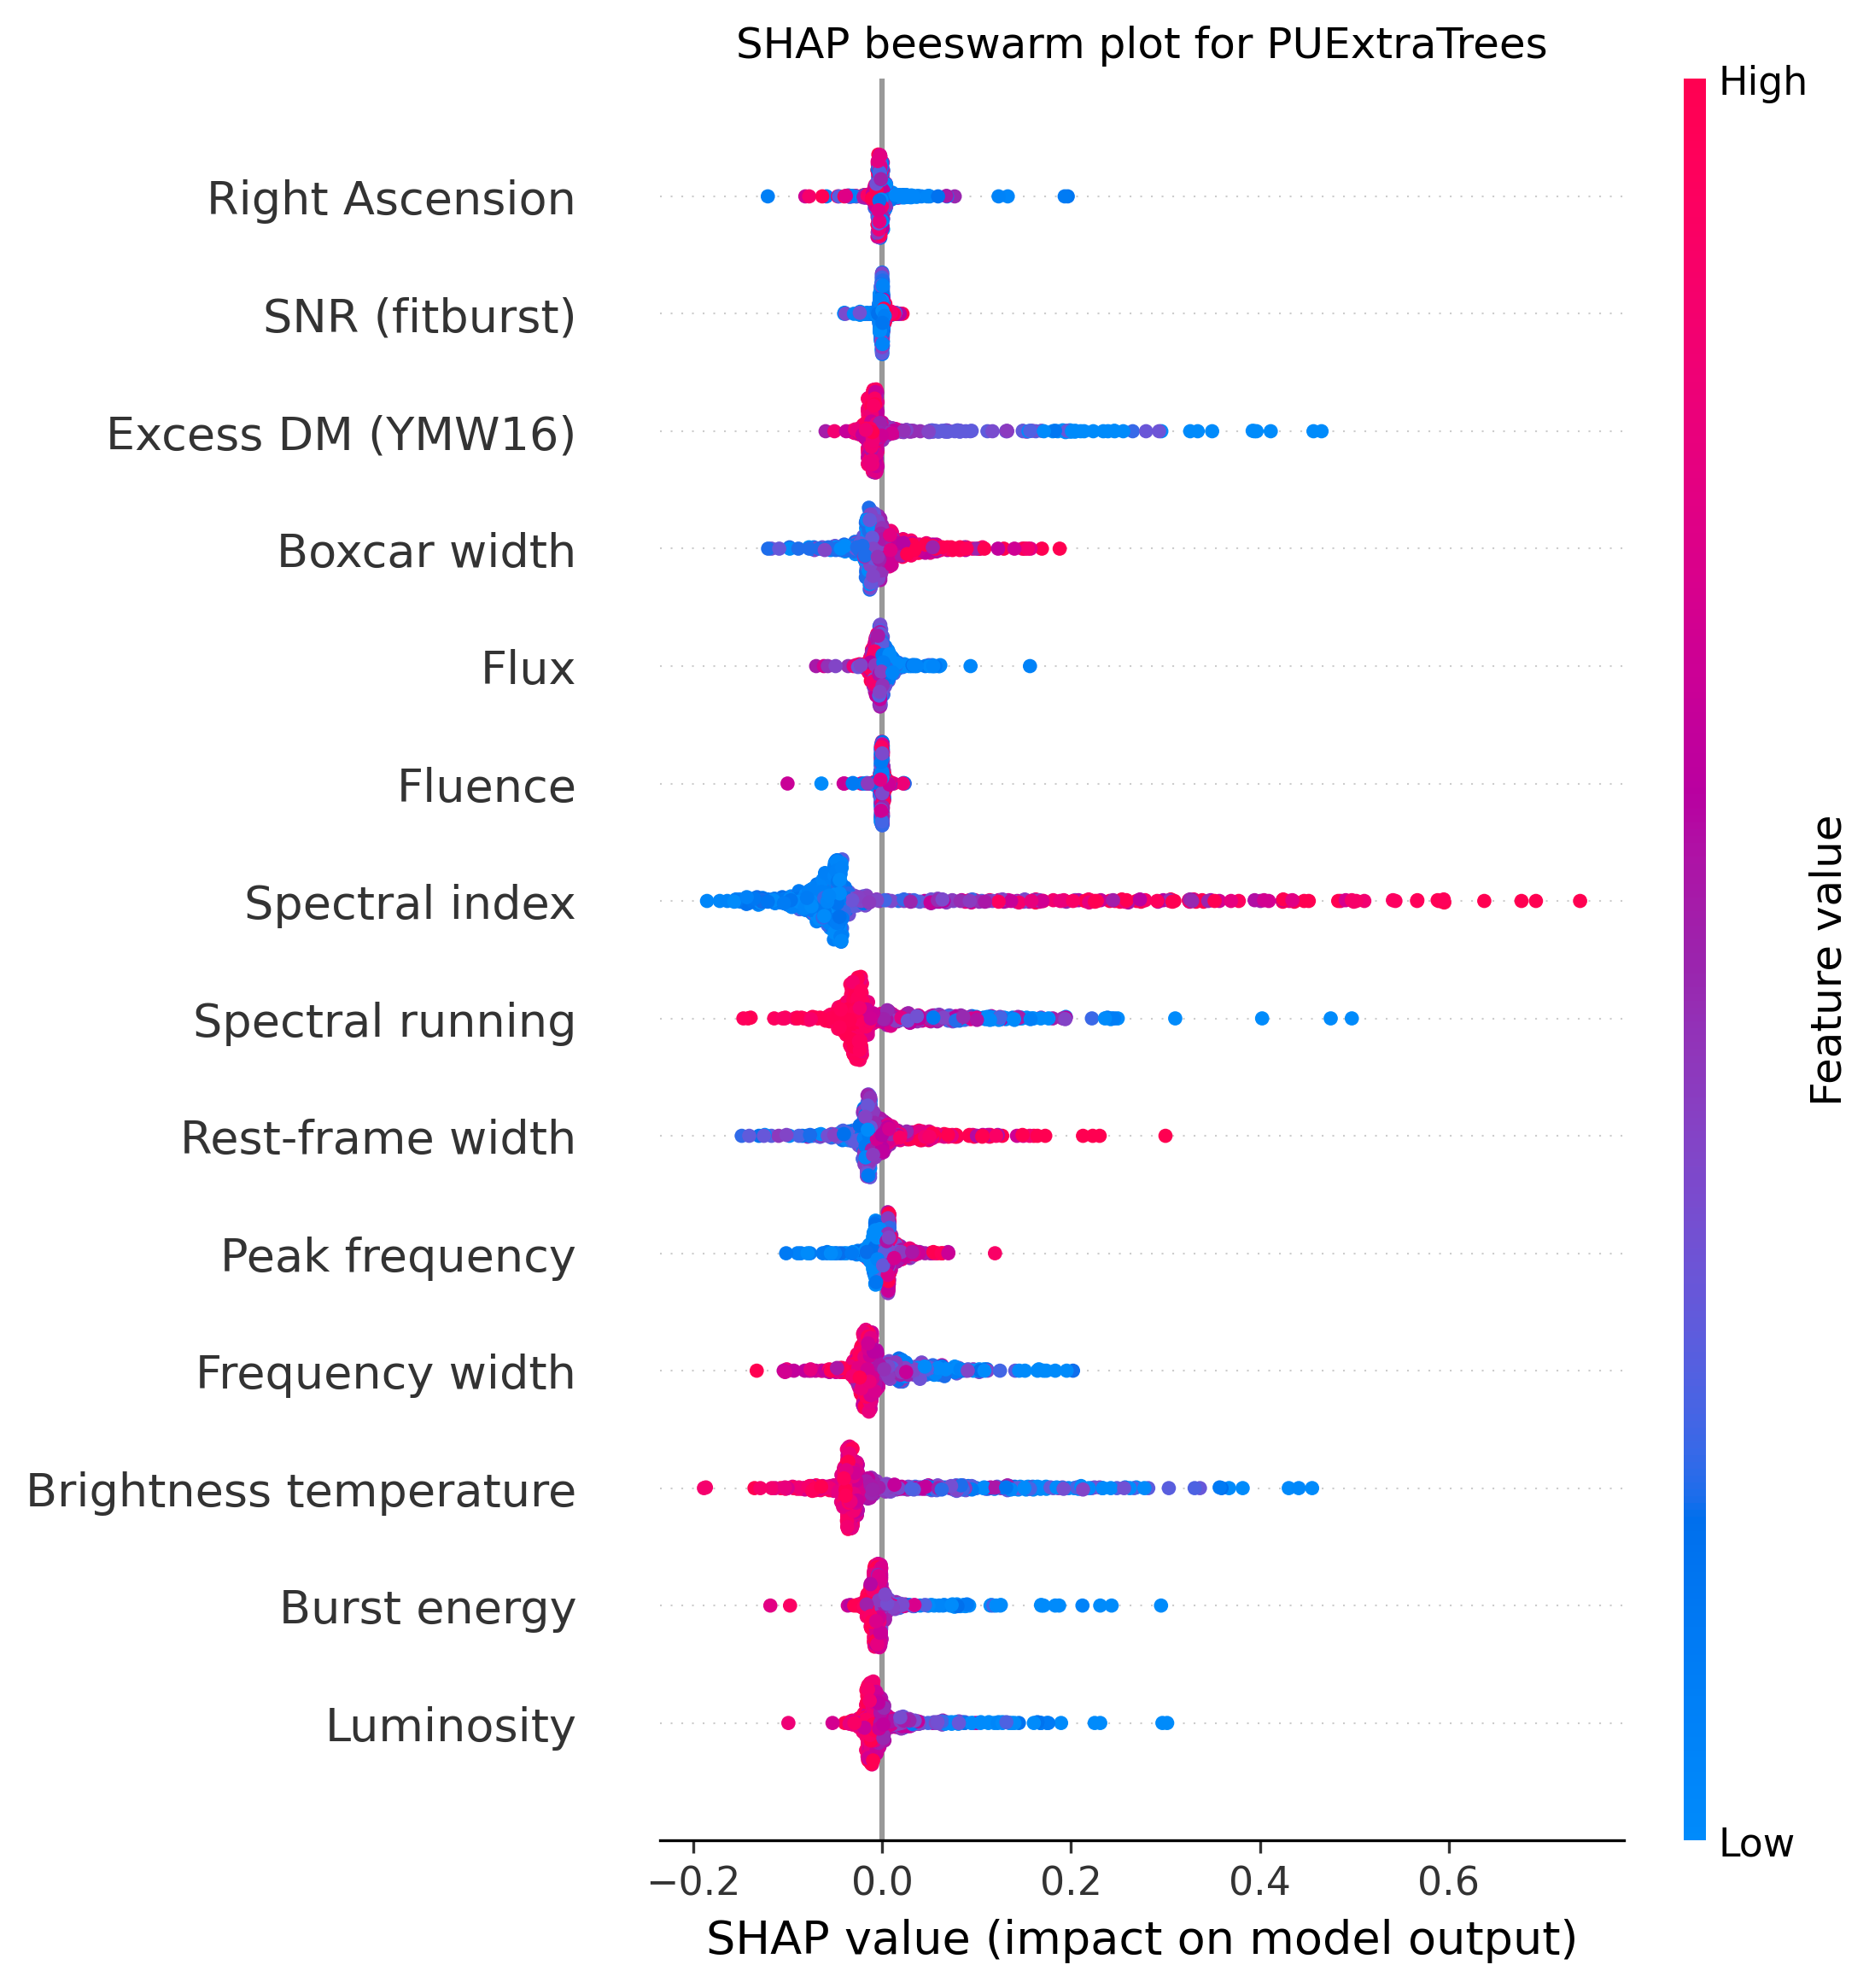 SHAP beeswarm plot for PUExtraTrees
High
Right Ascension
SNR (fitburst)
Excess DM (YMW16)
Boxcar width
Flux
Fluence
Spectral index
Spectral running
Rest-frame width
Peak frequency
Frequency width
Brightness temperature
Burst energy
Luminosity
Feature value
Low
−0.2 0.0 0.2 0.4 0.6
SHAP value (impact on model output)